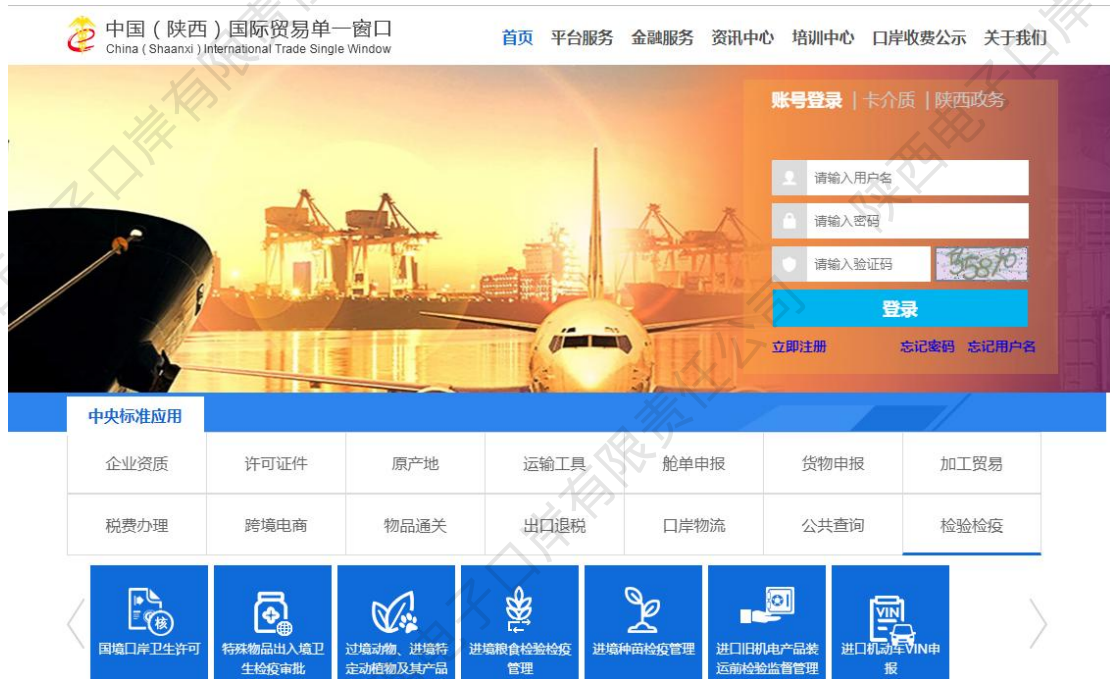 中国（陕西）国际贸易单一窗口
China ( Shaanxi ) International Trade Single Window
首页 平台服务 金融服务 资讯中心 培训中心 口岸收费公示 关于我们
账号登录 | 卡介质 | 陕西政务
请输入用户名
请输入密码
请输入验证码
登录
立即注册 忘记密码 忘记用户名
中央标准应用
企业资质 许可证件 原产地 运输工具 舱单申报 货物申报 加工贸易
税费办理 跨境电商 物品通关 出口退税 口岸物流 公共查询 检验检疫
核
VIN
国境口岸卫生许可
特殊物品出入境卫
生检疫审批
过境动物、进境特
定动植物及其产品
进境粮食检验检疫
管理
进境种苗检疫管理
进口旧机电产品装
运前检验监督管理
进口机动车VIN申
报